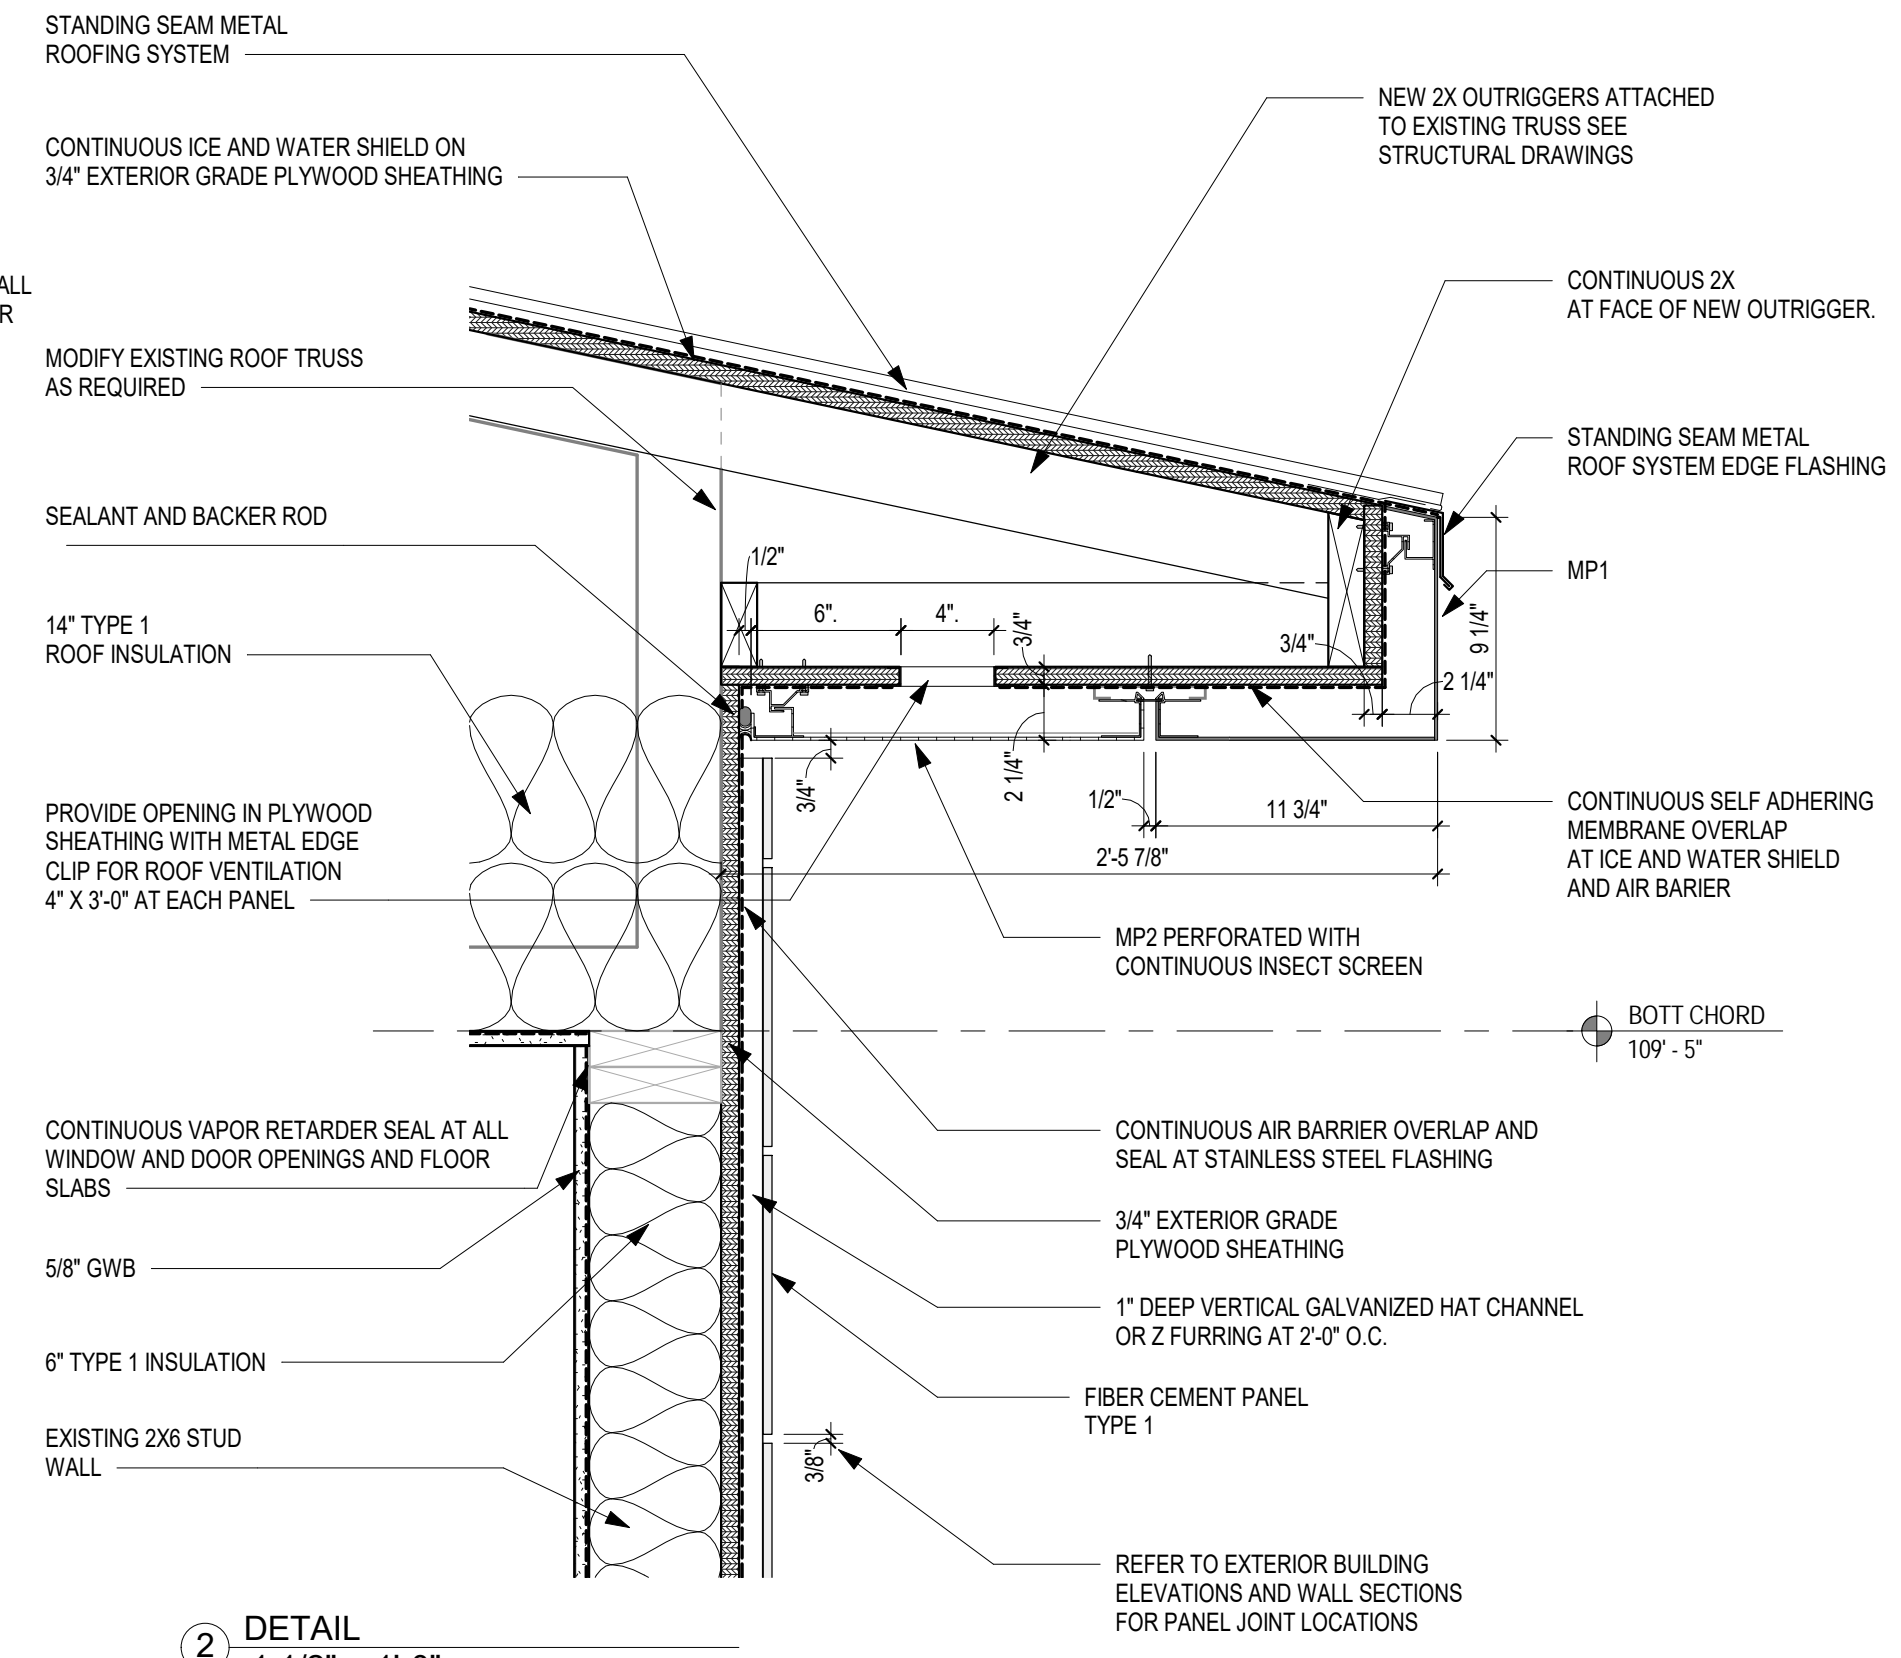 STANDING SEAM METAL
ROOFING SYSTEM
CONTINUOUS ICE AND WATER SHIELD ON
3/4" EXTERIOR GRADE PLYWOOD SHEATHING
ALL
R
MODIFY EXISTING ROOF TRUSS
AS REQUIRED
SEALANT AND BACKER ROD
14" TYPE 1
ROOF INSULATION
PROVIDE OPENING IN PLYWOOD
SHEATHING WITH METAL EDGE
CLIP FOR ROOF VENTILATION
4" X 3'-0" AT EACH PANEL
CONTINUOUS VAPOR RETARDER SEAL AT ALL
WINDOW AND DOOR OPENINGS AND FLOOR
SLABS
5/8" GWB
6" TYPE 1 INSULATION
EXISTING 2X6 STUD
WALL
NEW 2X OUTRIGGERS ATTACHED
TO EXISTING TRUSS SEE
STRUCTURAL DRAWINGS
CONTINUOUS 2X
AT FACE OF NEW OUTRIGGER.
STANDING SEAM METAL
ROOF SYSTEM EDGE FLASHING
MP1
1/2"
6".
4".
3/4"
3/4"
9 1/4"
2 1/4"
3/4"
2 1/4"
1/2"
11 3/4"
2'-5 7/8"
CONTINUOUS SELF ADHERING
MEMBRANE OVERLAP
AT ICE AND WATER SHIELD
AND AIR BARIER
MP2 PERFORATED WITH
CONTINUOUS INSECT SCREEN
BOTT CHORD
109' - 5"
CONTINUOUS AIR BARRIER OVERLAP AND
SEAL AT STAINLESS STEEL FLASHING
3/4" EXTERIOR GRADE
PLYWOOD SHEATHING
1" DEEP VERTICAL GALVANIZED HAT CHANNEL
OR Z FURRING AT 2'-0" O.C.
FIBER CEMENT PANEL
TYPE 1
3/8"
REFER TO EXTERIOR BUILDING
ELEVATIONS AND WALL SECTIONS
FOR PANEL JOINT LOCATIONS
2 DETAIL